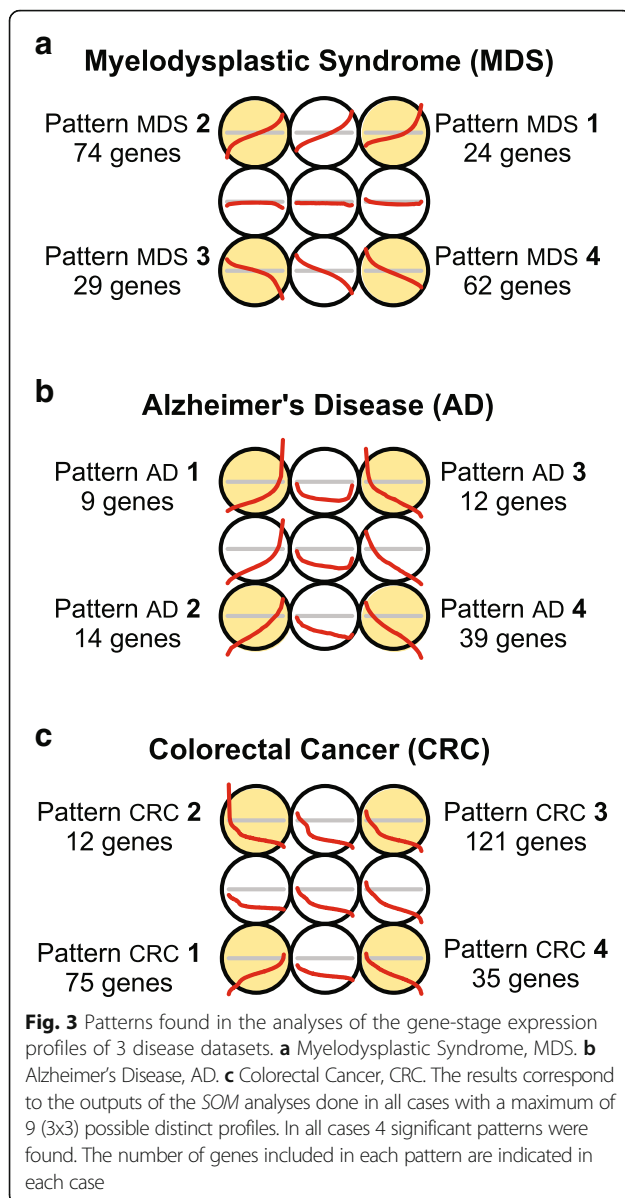 a
Myelodysplastic Syndrome (MDS)
Pattern MDS 2
74 genes
Pattern MDS 1
24 genes
Pattern MDS 3
29 genes
Pattern MDS 4
62 genes
b
Alzheimer's Disease (AD)
Pattern AD 1
9 genes
Pattern AD 3
12 genes
Pattern AD 2
14 genes
Pattern AD 4
39 genes
c
Colorectal Cancer (CRC)
Pattern CRC 2
12 genes
Pattern CRC 3
121 genes
Pattern CRC 1
75 genes
Pattern CRC 4
35 genes
Fig. 3 Patterns found in the analyses of the gene-stage expression
profiles of 3 disease datasets. a Myelodysplastic Syndrome, MDS. b
Alzheimer's Disease, AD. c Colorectal Cancer, CRC. The results correspond
to the outputs of the SOM analyses done in all cases with a maximum of
9 (3x3) possible distinct profiles. In all cases 4 significant patterns were
found. The number of genes included in each pattern are indicated in
each case